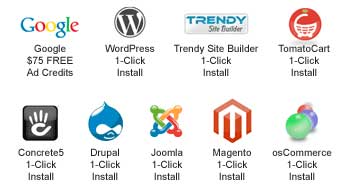 Google
TRENDY
Site Builder
Google
$75 FREE
Ad Credits
WordPress
1-Click
Install
Trendy Site Builder
1-Click
Install
TomatoCart
1-Click
Install
Concrete5
1-Click
Install
Drupal
1-Click
Install
Joomla
1-Click
Install
Magento
1-Click
Install
osCommerce
1-Click
Install